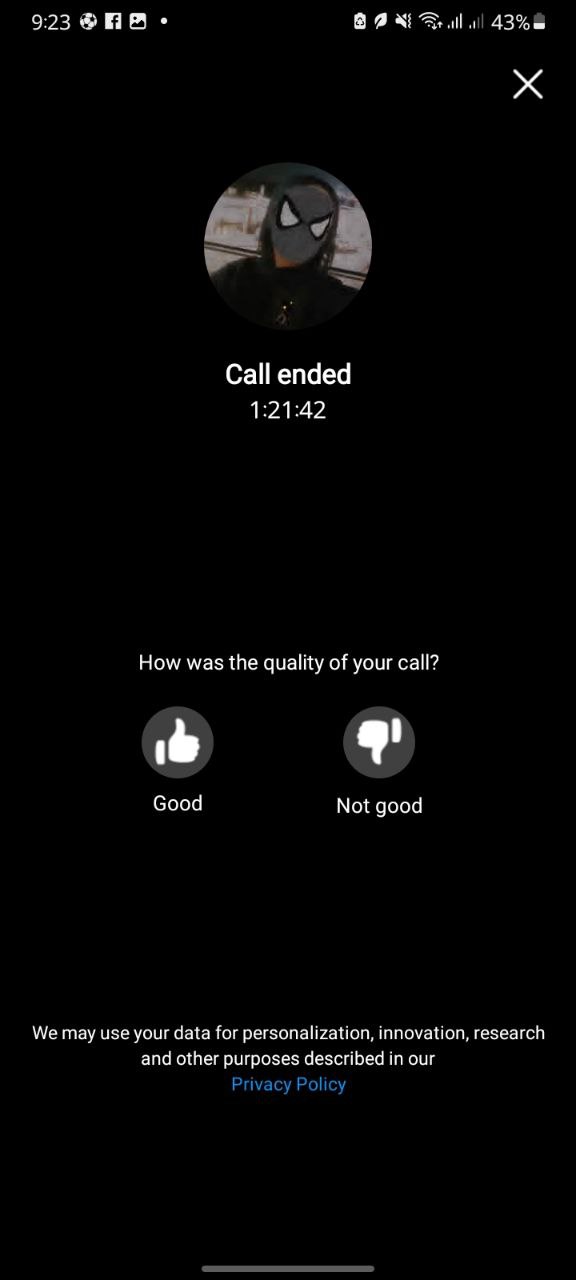 9:23
43%
Call ended
1:21:42
How was the quality of your call?
Good
Not good
We may use your data for personalization, innovation, research
and other purposes described in our
Privacy Policy